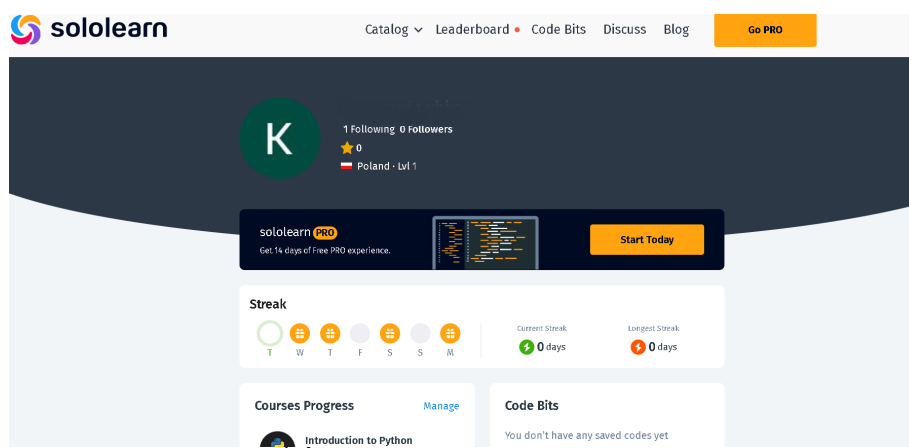 sololearn Catalog Leaderboard Code Bits Discuss Blog Go PRO
K
1 Following 0 Followers
0
Poland · Lvl 1
sololearn PRO
Get 14 days of Free PRO experience.
Start Today
Streak
T W T F S S M
Current Streak
0 days
Longest Streak
0 days
Courses Progress Manage
Introduction to Python
Code Bits
You don't have any saved codes yet